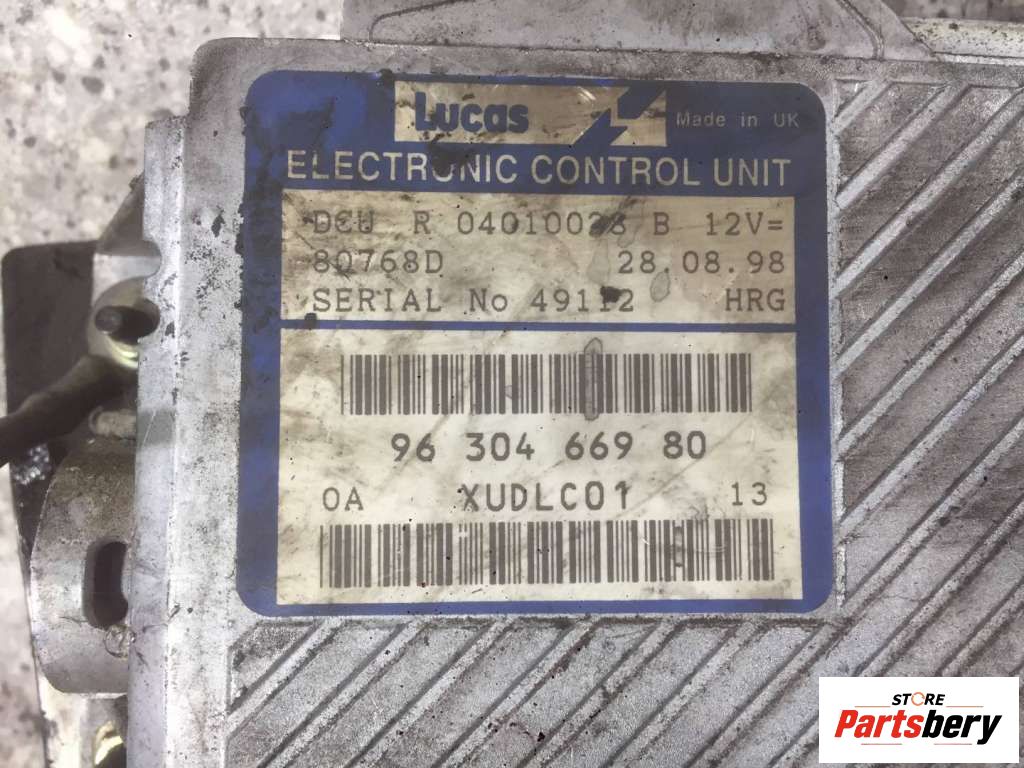 Lucas Made in UK
ELECTRONIC CONTROL UNIT
DCU R 04010028 B 12V=
80768D 28.08.98
SERIAL No 49112 HRG
96 304 669 80
0A XUDLC01 13
STORE
Partsbery